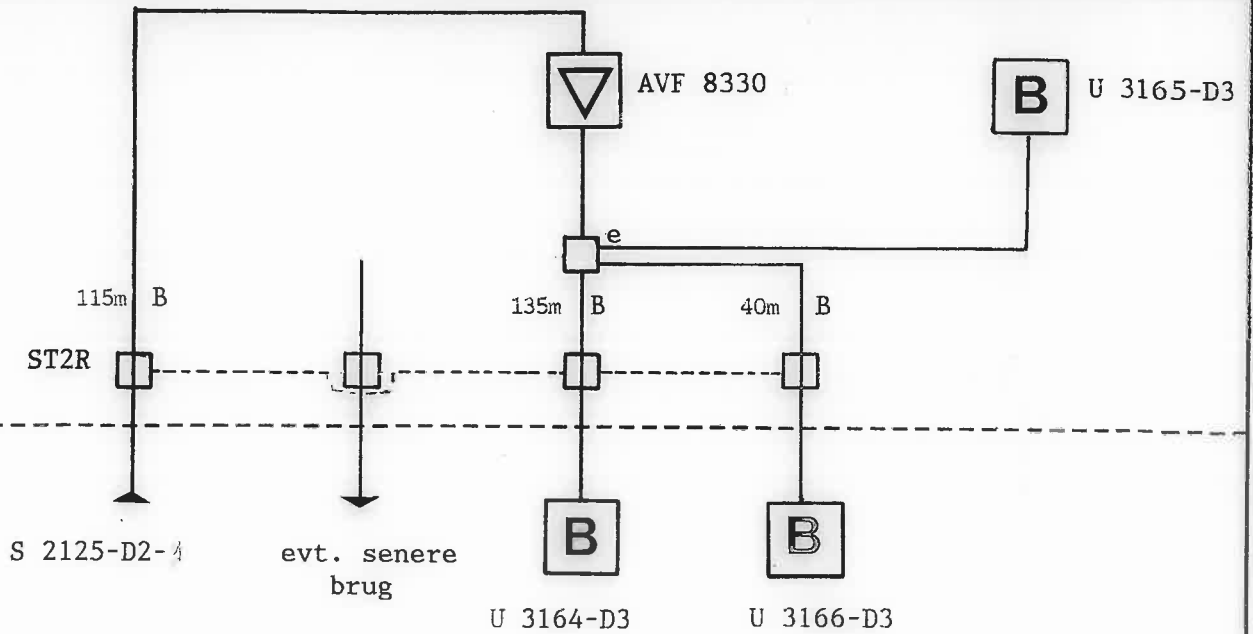 AVF 8330
B
U 3165-D3
e
115m B
135m B
40m B
ST2R
S 2125-D2-
evt. senere
brug
B
B
U 3164-D3
U 3166-D3